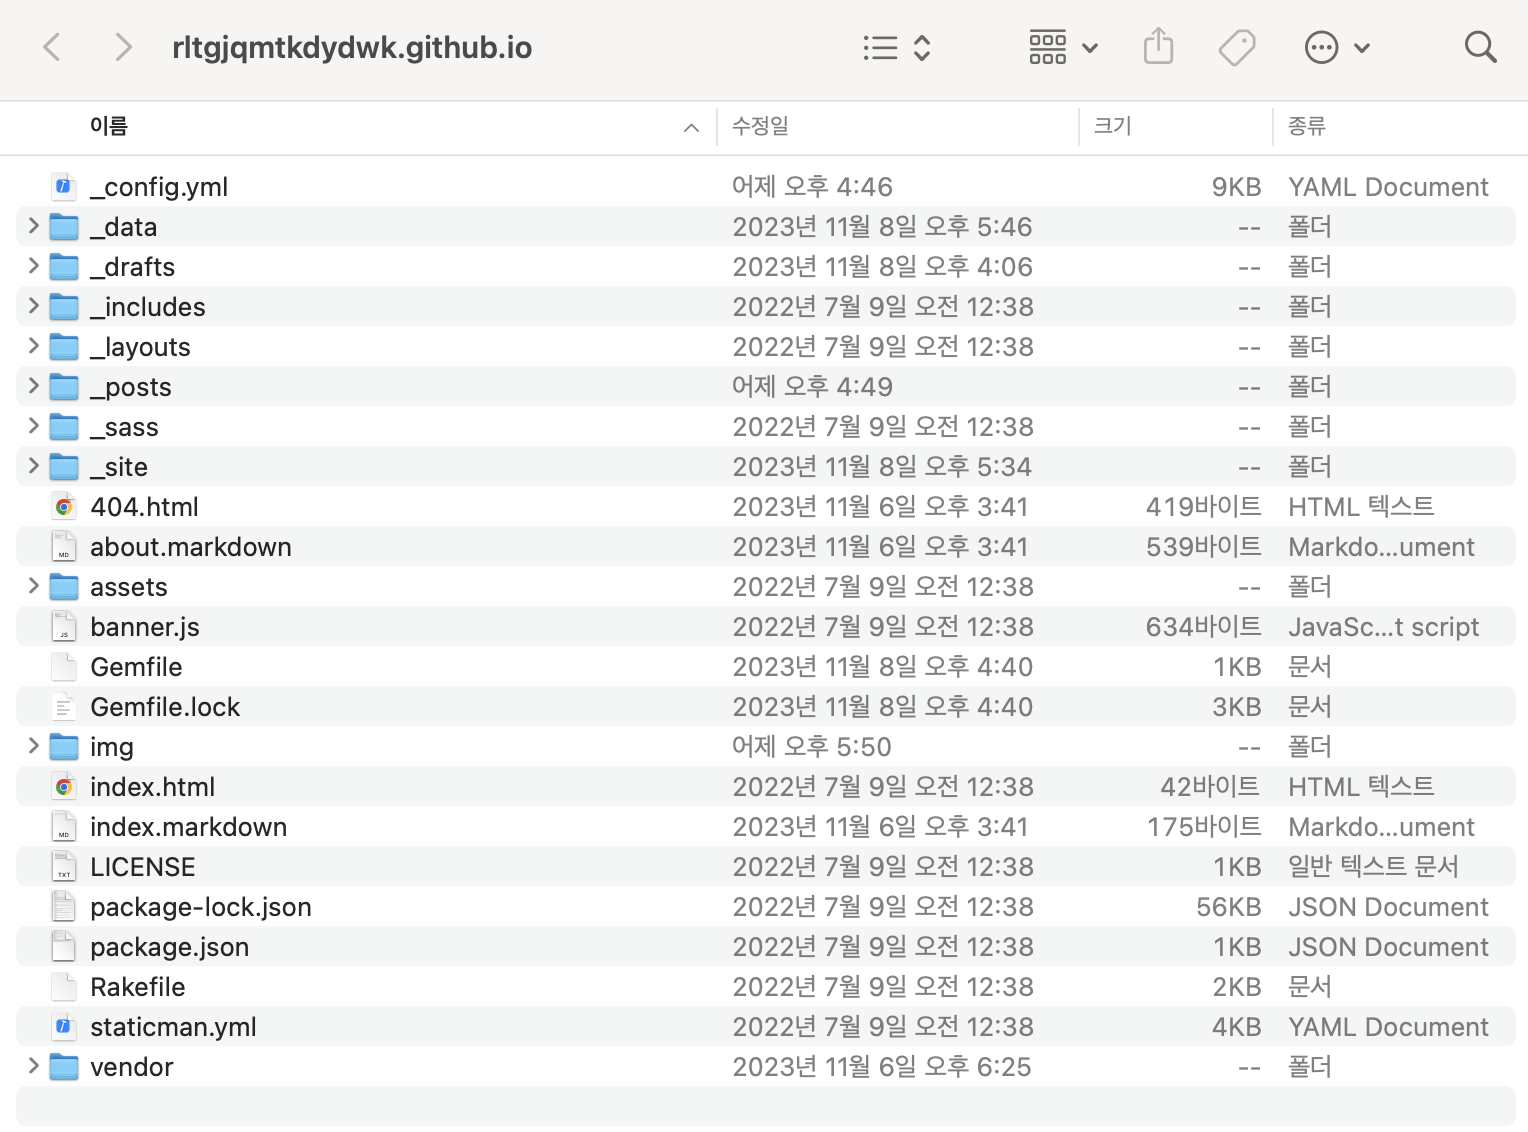 rltgjqmtkdydwk.github.io
이름 수정일 크기 종류
_config.yml 어제 오후 4:46 9KB YAML Document
_data 2023년 11월 8일 오후 5:46 -- 폴더
_drafts 2023년 11월 8일 오후 4:06 -- 폴더
_includes 2022년 7월 9일 오전 12:38 -- 폴더
_layouts 2022년 7월 9일 오전 12:38 -- 폴더
_posts 어제 오후 4:49 -- 폴더
_sass 2022년 7월 9일 오전 12:38 -- 폴더
_site 2023년 11월 8일 오후 5:34 -- 폴더
404.html 2023년 11월 6일 오후 3:41 419바이트 HTML 텍스트
about.markdown 2023년 11월 6일 오후 3:41 539바이트 Markdo...ument
assets 2022년 7월 9일 오전 12:38 -- 폴더
banner.js 2022년 7월 9일 오전 12:38 634바이트 JavaSc...t script
Gemfile 2023년 11월 8일 오후 4:40 1KB 문서
Gemfile.lock 2023년 11월 8일 오후 4:40 3KB 문서
img 어제 오후 5:50 -- 폴더
index.html 2022년 7월 9일 오전 12:38 42바이트 HTML 텍스트
index.markdown 2023년 11월 6일 오후 3:41 175바이트 Markdo...ument
LICENSE 2022년 7월 9일 오전 12:38 1KB 일반 텍스트 문서
package-lock.json 2022년 7월 9일 오전 12:38 56KB JSON Document
package.json 2022년 7월 9일 오전 12:38 1KB JSON Document
Rakefile 2022년 7월 9일 오전 12:38 2KB 문서
staticman.yml 2022년 7월 9일 오전 12:38 4KB YAML Document
vendor 2023년 11월 6일 오후 6:25 -- 폴더